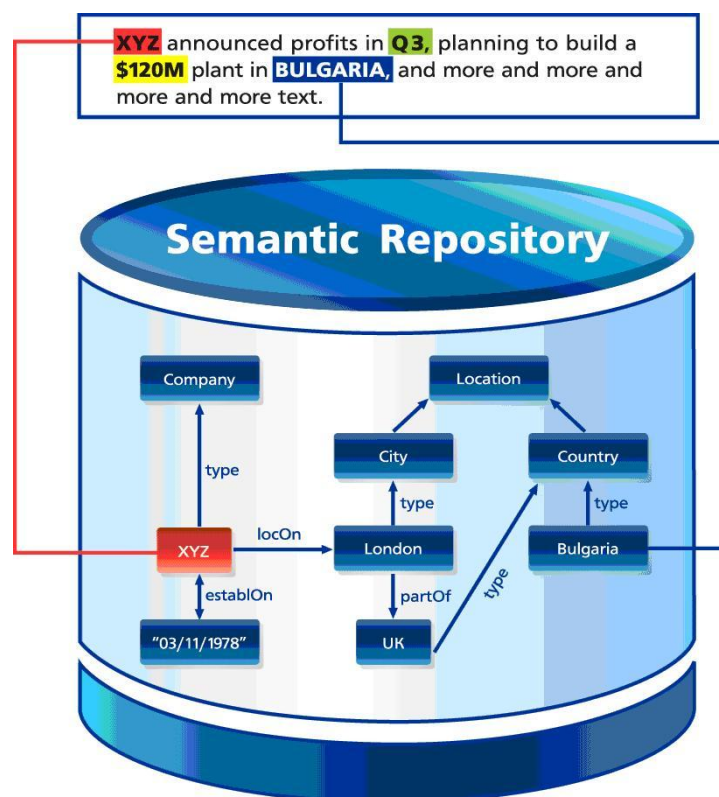 XYZ announced profits in Q3, planning to build a
$120M plant in BULGARIA, and more and more and
more and more text.
Semantic Repository
Company
Location
City
Country
type
type
type
XYZ
locOn
London
Bulgaria
establOn
partOf
type
"03/11/1978"
UK